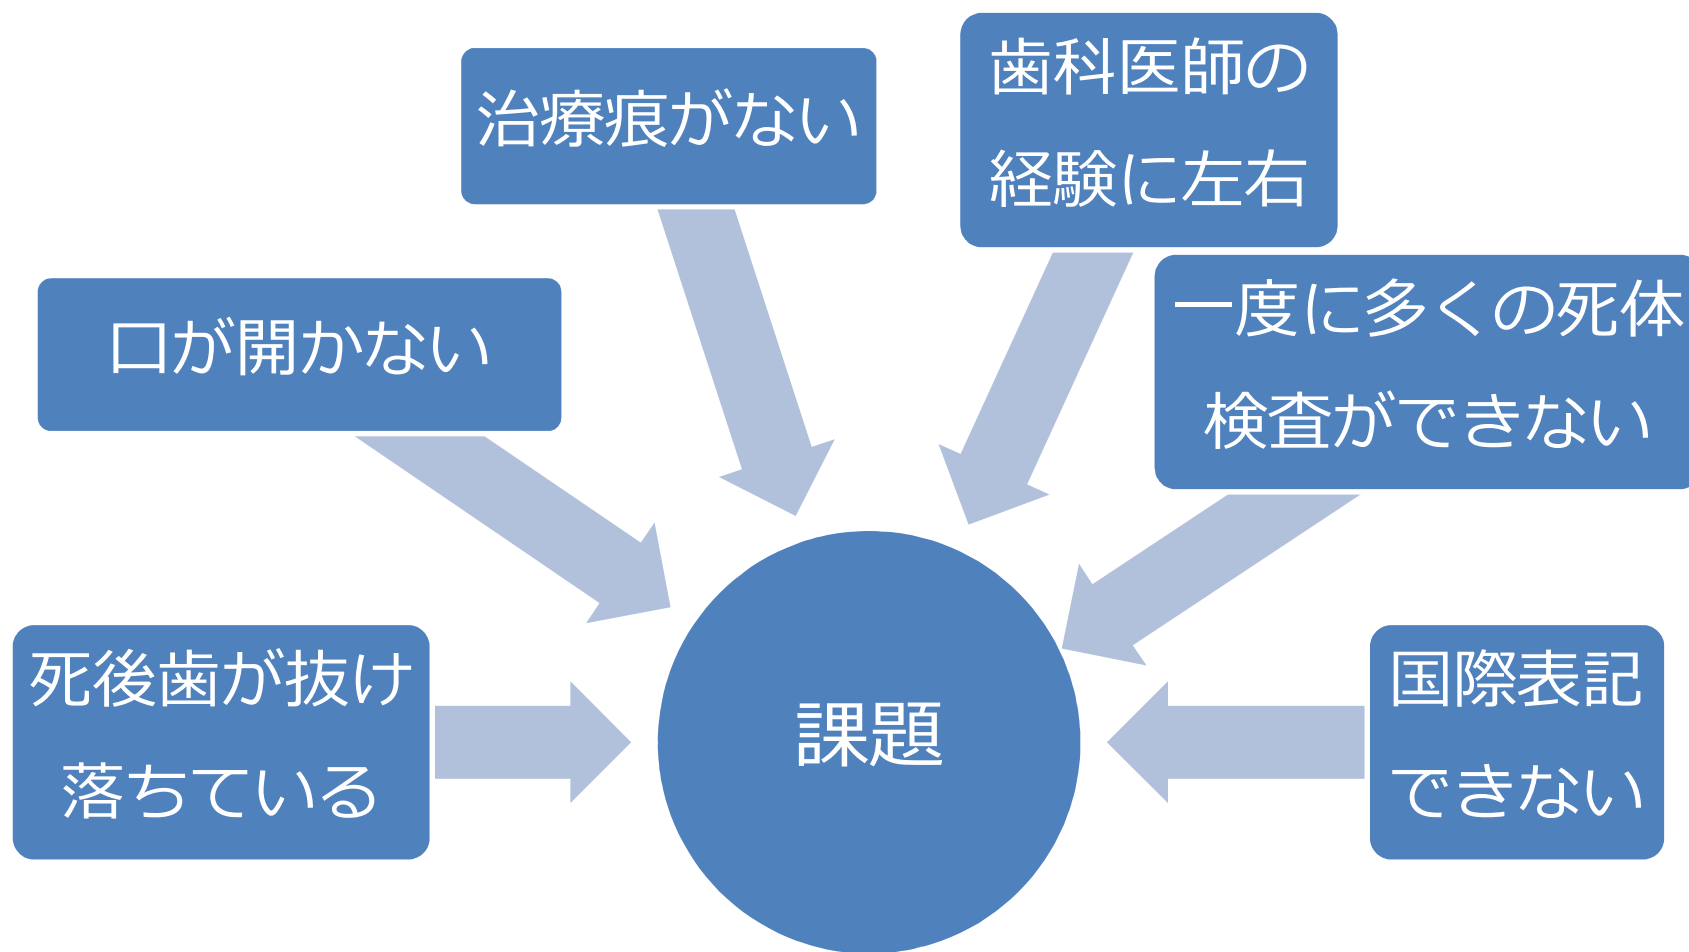 歯科医師の
経験に左右
治療痕がない
一度に多くの死体
検査ができない
口が開かない
死後歯が抜け
落ちている
国際表記
できない
課題